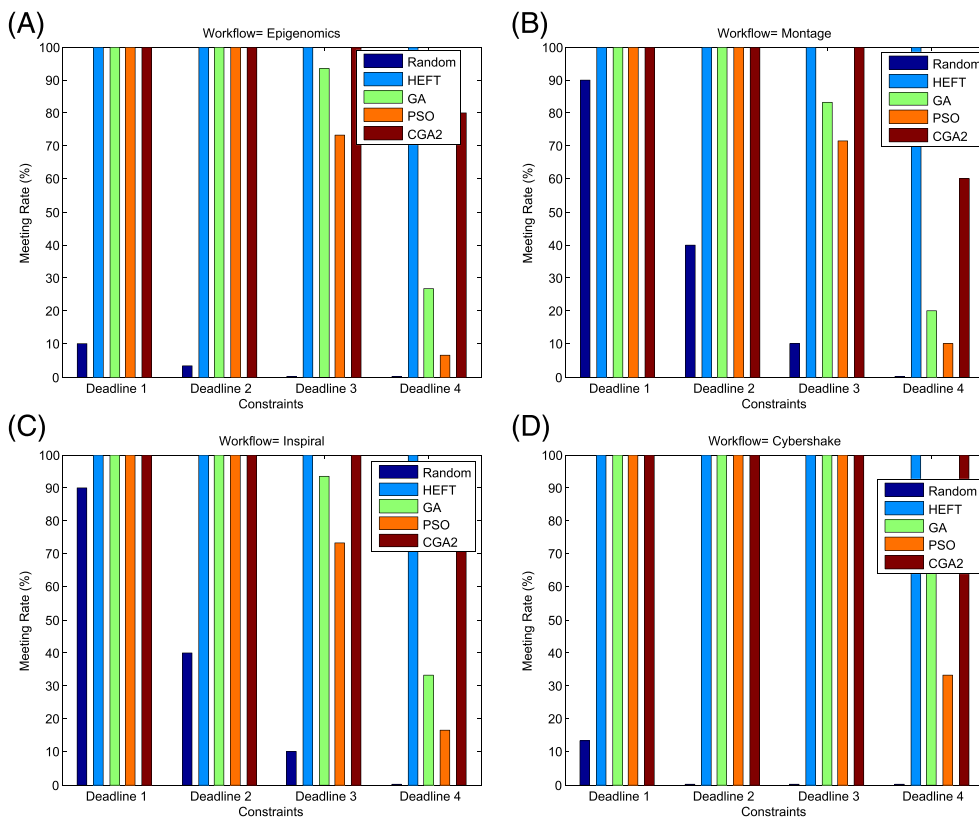 (A)
Workflow= Epigenomics
Meeting Rate (%)
100
90
80
70
60
50
40
30
20
10
0
Random
HEFT
GA
PSO
CGA2
Deadline 1 Deadline 2 Deadline 3 Deadline 4
Constraints
(B)
Workflow= Montage
Meeting Rate (%)
100
90
80
70
60
50
40
30
20
10
0
Random
HEFT
GA
PSO
CGA2
Deadline 1 Deadline 2 Deadline 3 Deadline 4
Constraints
(C)
Workflow= Inspiral
Meeting Rate (%)
100
90
80
70
60
50
40
30
20
10
0
Random
HEFT
GA
PSO
CGA2
Deadline 1 Deadline 2 Deadline 3 Deadline 4
Constraints
(D)
Workflow= Cybershake
Meeting Rate (%)
100
90
80
70
60
50
40
30
20
10
0
Random
HEFT
GA
PSO
CGA2
Deadline 1 Deadline 2 Deadline 3 Deadline 4
Constraints